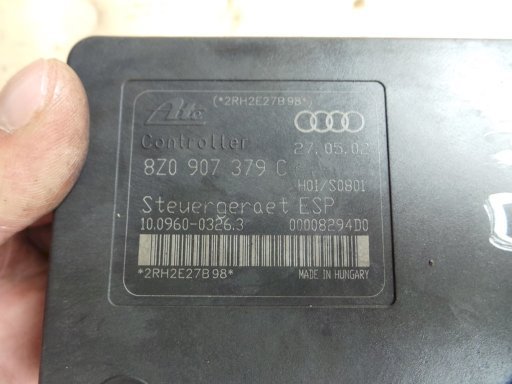 (*2RH2E27B98*)
Ate
Controller 27.05.02
8Z0 907 379 C
H01/S0801
Steuergeraet ESP
10.0960-0326.3 00008294D0
*2RH2E27B98* MADE IN HUNGARY